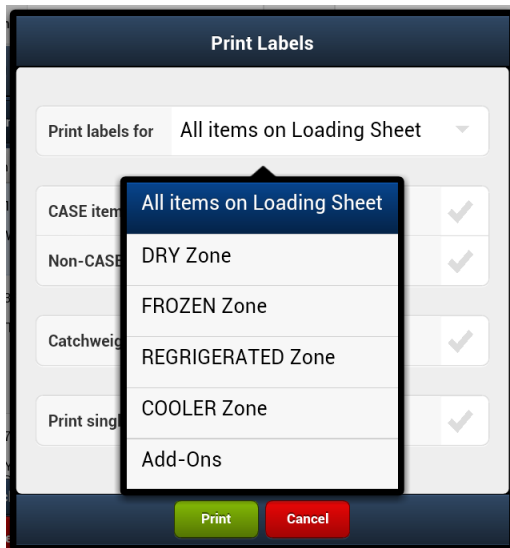 Print Labels
Print labels for All items on Loading Sheet
All items on Loading Sheet
CASE item
DRY Zone
Non-CASE
FROZEN Zone
REGRIGERATED Zone
Catchweig
COOLER Zone
Print singl
Add-Ons
Print Cancel